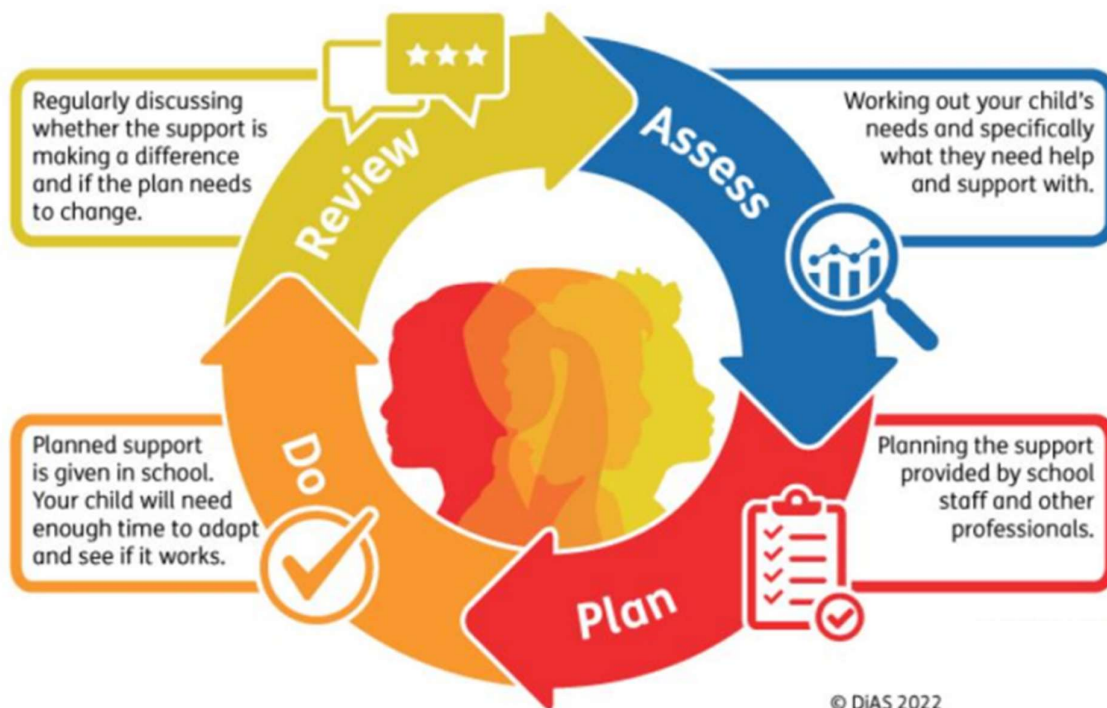 Review
Regularly discussing
whether the support is
making a difference
and if the plan needs
to change.
Assess
Working out your child's
needs and specifically
what they need help
and support with.
Do
Planned support
is given in school.
Your child will need
enough time to adapt
and see if it works.
Plan
Planning the support
provided by school
staff and other
professionals.
© DiAS 2022